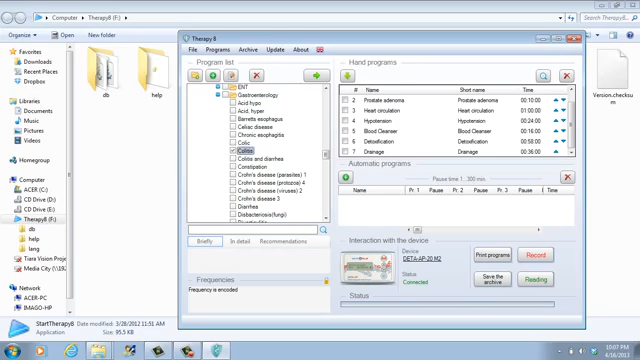 Computer ▸ Therapy8 (F:) ▸
Search Therapy8 (F:)
Organize ▾ Open New folder
Favorites
Downloads
Recent Places
Dropbox
Libraries
Documents
Music
Pictures
Videos
Homegroup
Computer
ACER (C:)
CD Drive (D:)
CD Drive (E:)
Therapy8 (F:)
db
help
lang
Tiara Vision Project
Media City (\\192
Network
ACER-PC
IMAGO-HP
db
help
Version.checksum
Therapy 8
File Programs Archive Update About
Program list
ENT
Gastroenterology
Acid hypo
Acid, hyper
Barretts esophagus
Celiac disease
Chronic esophagitis
Colic
Colitis
Colitis and diarrhea
Constipation
Crohn's disease (parasites) 1
Crohn's disease (protozoa) 4
Crohn's disease (viruses) 2
Crohn's disease 3
Diarrhea
Disbacteriosis(fungi)
Briefly In detail Recommendations
Frequencies
Frequency is encoded
Hand programs
# Name Short name Time
2 Prostate adenoma Prostate adenoma 00:10:00
3 Heart circulation Heart circulation 01:00:00
4 Hypotension Hypotension 00:24:00
5 Blood Cleanser Blood Cleanser 00:16:00
6 Detoxification Detoxification 00:58:00
7 Drainage Drainage 00:36:00
Automatic programs
Pause time 1...300 min.
Name Pr. 1 Pause Pr. 2 Pause Pr. 3 Pause Time
Interaction with the device
Device
DETA-AP-20 M2
Status
Connected
Print programs
Record
Save the archive
Reading
Status
StartTherapy8 Date modified: 3/28/2012 11:51 AM
Application Size: 95.5 KB
10:07 PM
4/16/2013